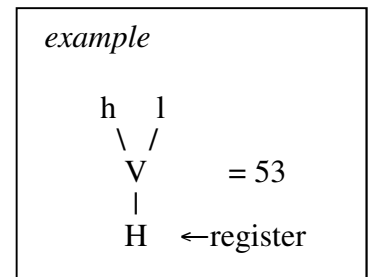 example
h l
V = 53
H ←register